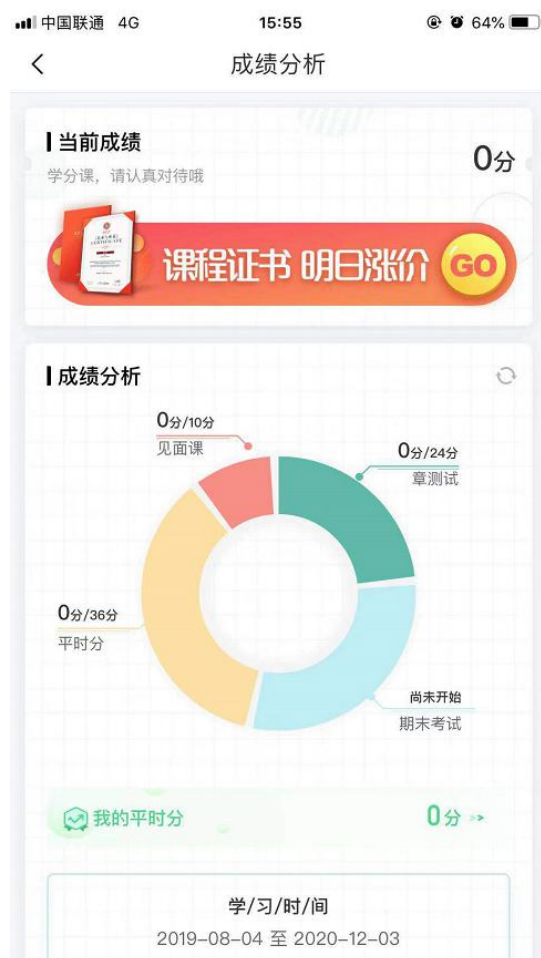 中国联通 4G 15:55 64%
成绩分析
当前成绩
0分
学分课，请认真对待哦
CERTIFICATE
课程证书 明日涨价 GO
成绩分析
0分/10分
见面课
0分/24分
章测试
0分/36分
平时分
尚未开始
期末考试
我的平时分 0分
学/习/时/间
2019-08-04 至 2020-12-03